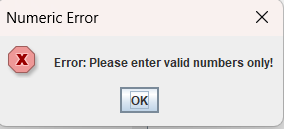 Numeric Error
Error: Please enter valid numbers only!
OK